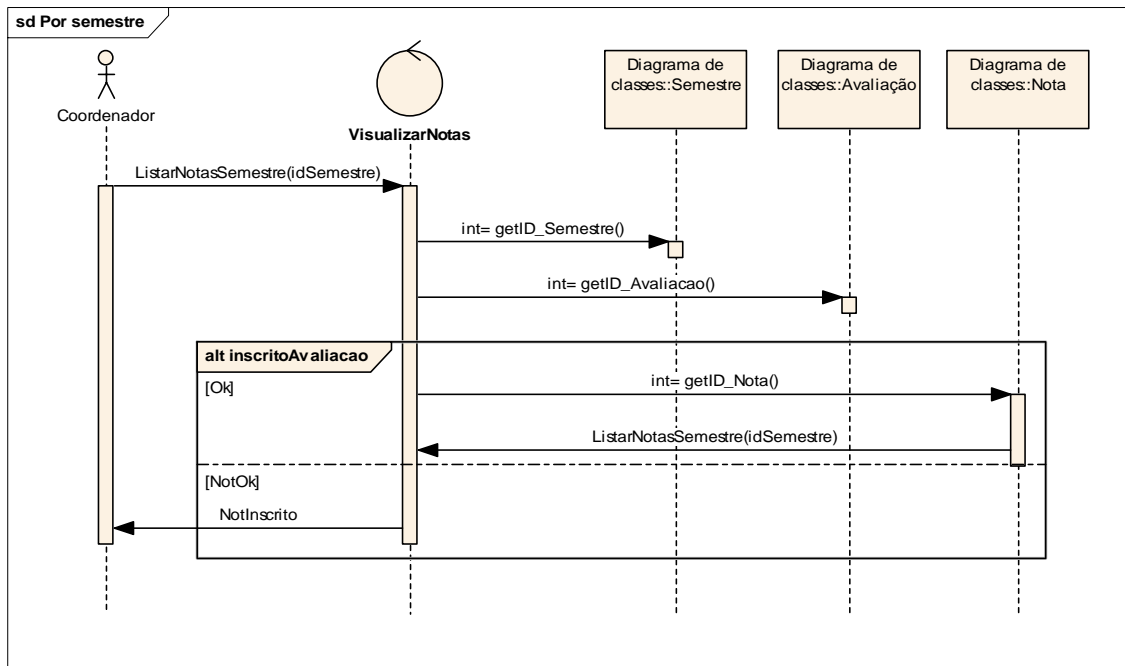 sd Por semestre
Coordenador
VisualizarNotas
Diagrama de
classes::Semestre
Diagrama de
classes::Avaliação
Diagrama de
classes::Nota
ListarNotasSemestre(idSemestre)
int= getID_Semestre()
int= getID_Avaliacao()
alt inscritoAvaliacao
[Ok]
int= getID_Nota()
ListarNotasSemestre(idSemestre)
[NotOk]
NotInscrito